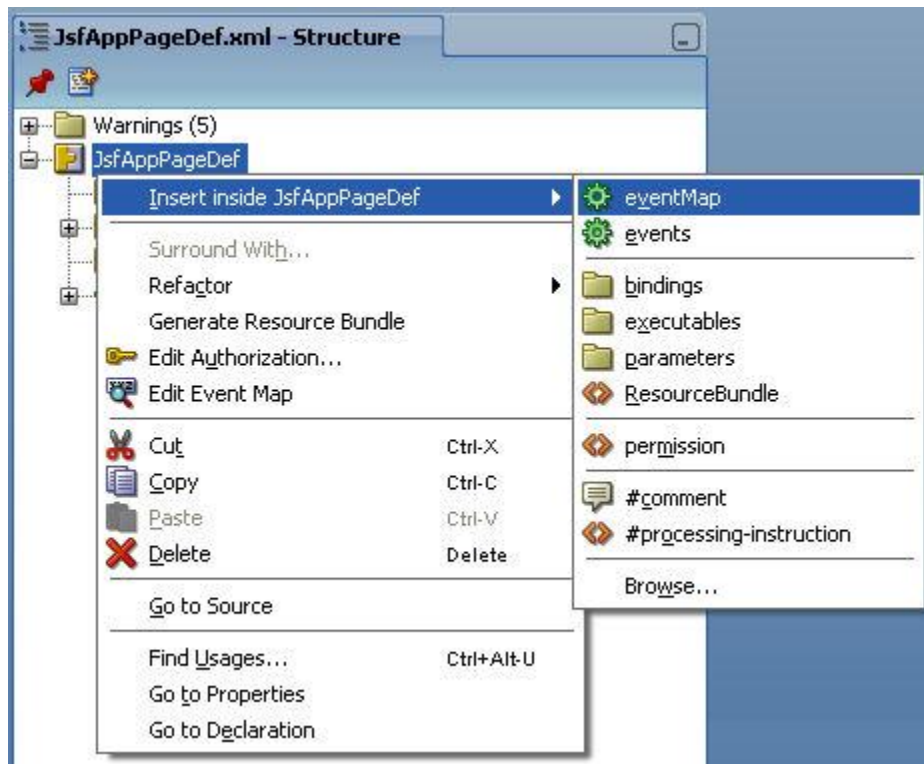 JsfAppPageDef.xml - Structure
Warnings (5)
JsfAppPageDef
Insert inside JsfAppPageDef
Surround With...
Refactor
Generate Resource Bundle
Edit Authorization...
Edit Event Map
Cut Ctrl-X
Copy Ctrl-C
Paste Ctrl-V
Delete Delete
Go to Source
Find Usages... Ctrl+Alt-U
Go to Properties
Go to Declaration
eventMap
events
bindings
executables
parameters
ResourceBundle
permission
#comment
#processing-instruction
Browse...